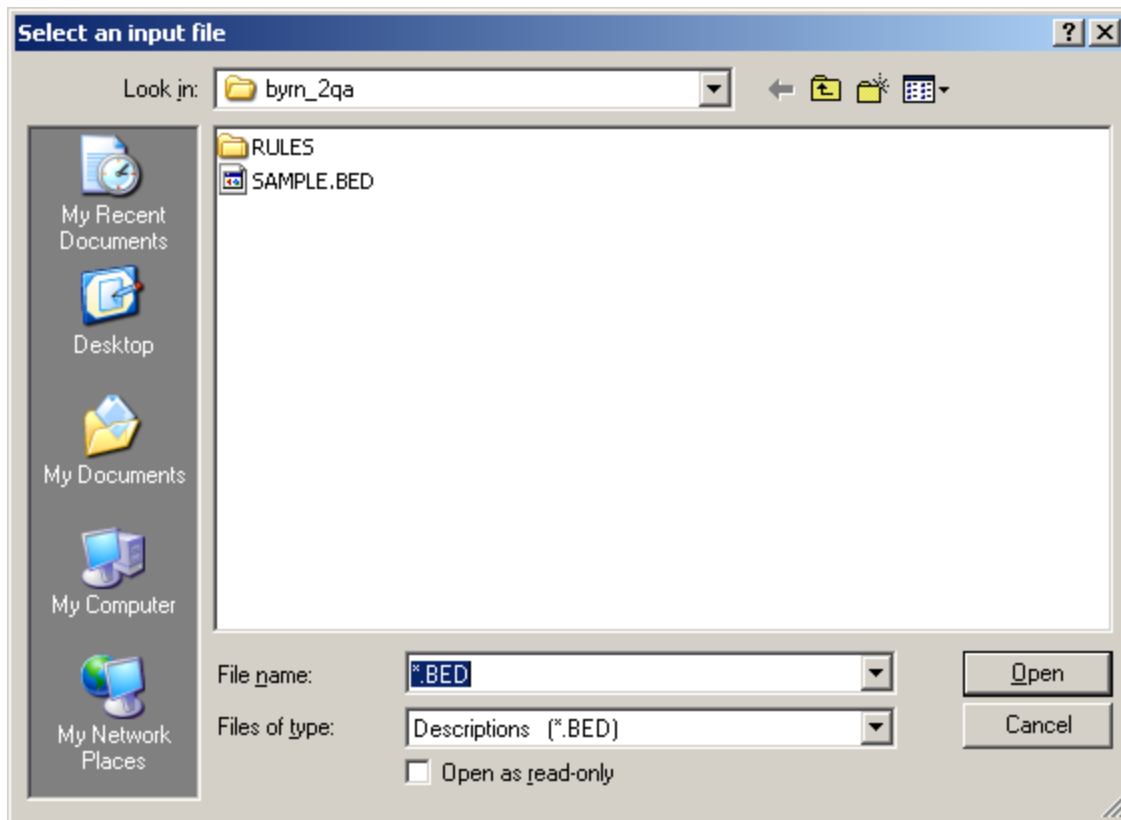 Select an input file
Look in:
byrn_2qa
RULES
SAMPLE.BED
My Recent
Documents
Desktop
My Documents
My Computer
My Network
Places
File name:
*.BED
Open
Files of type:
Descriptions (*.BED)
Cancel
Open as read-only